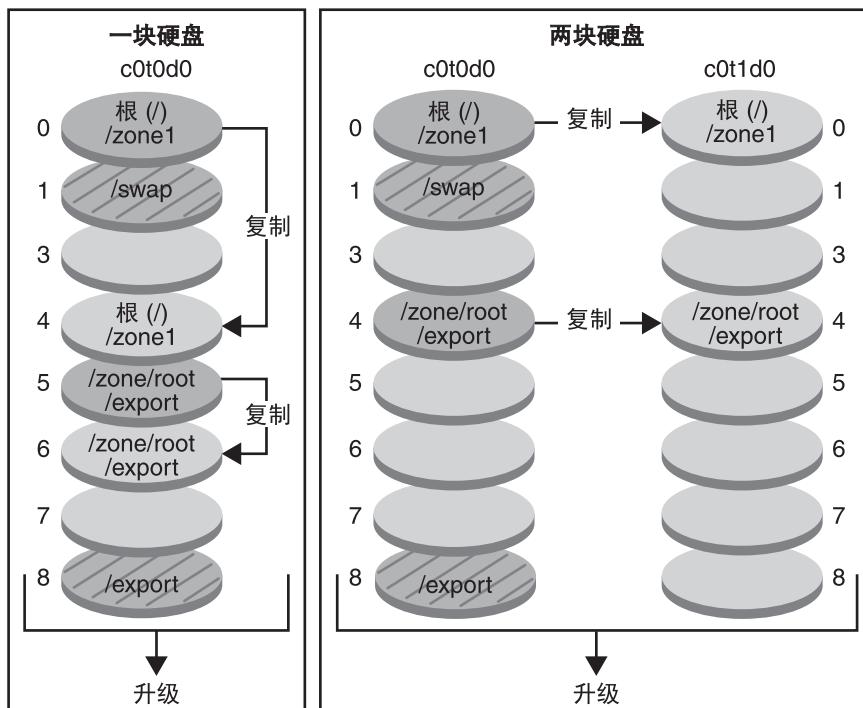 一块硬盘
c0t0d0
0
根 (/)
/zone1
1
/swap
3
复制
4
根 (/)
/zone1
5
/zone/root
/export
复制
6
/zone/root
/export
7
8
/export
升级
两块硬盘
c0t0d0
c0t1d0
0
根 (/)
/zone1
复制
根 (/)
/zone1
0
1
/swap
1
3
3
4
/zone/root
/export
复制
/zone/root
/export
4
5
5
6
6
7
7
8
/export
8
升级